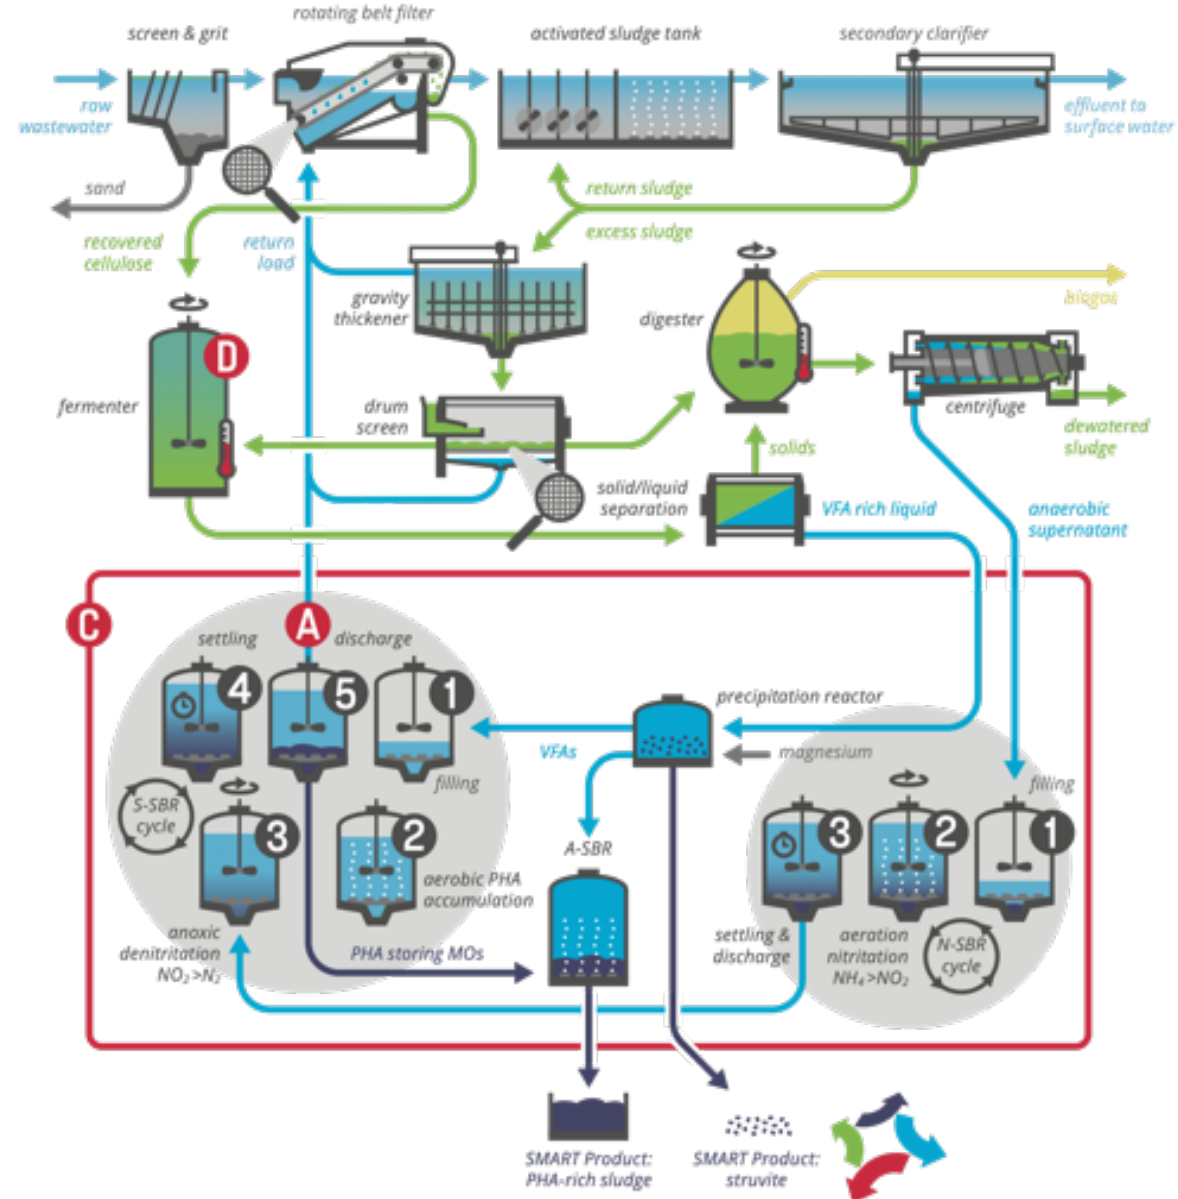 rotating belt filter
screen & grit
activated sludge tank
secondary clarifier
raw
wastewater
effluent to
surface water
sand
return sludge
recovered
cellulose
return
load
excess sludge
gravity
thickener
digester
biogas
D
fermenter
drum
screen
centrifuge
dewatered
sludge
solids
solid/liquid
separation
VFA rich liquid
anaerobic
supernatant
C
A
settling
discharge
4
5
1
precipitation reactor
VFAs
magnesium
filling
filling
S-SBR
cycle
3
2
A-SBR
3
2
1
aerobic PHA
accumulation
anoxic
denitritation
NO₂>N₂
PHA storing MOs
settling &
discharge
aeration
nitritation
NH₄>NO₂
N-SBR
cycle
SMART Product:
PHA-rich sludge
SMART Product:
struvite